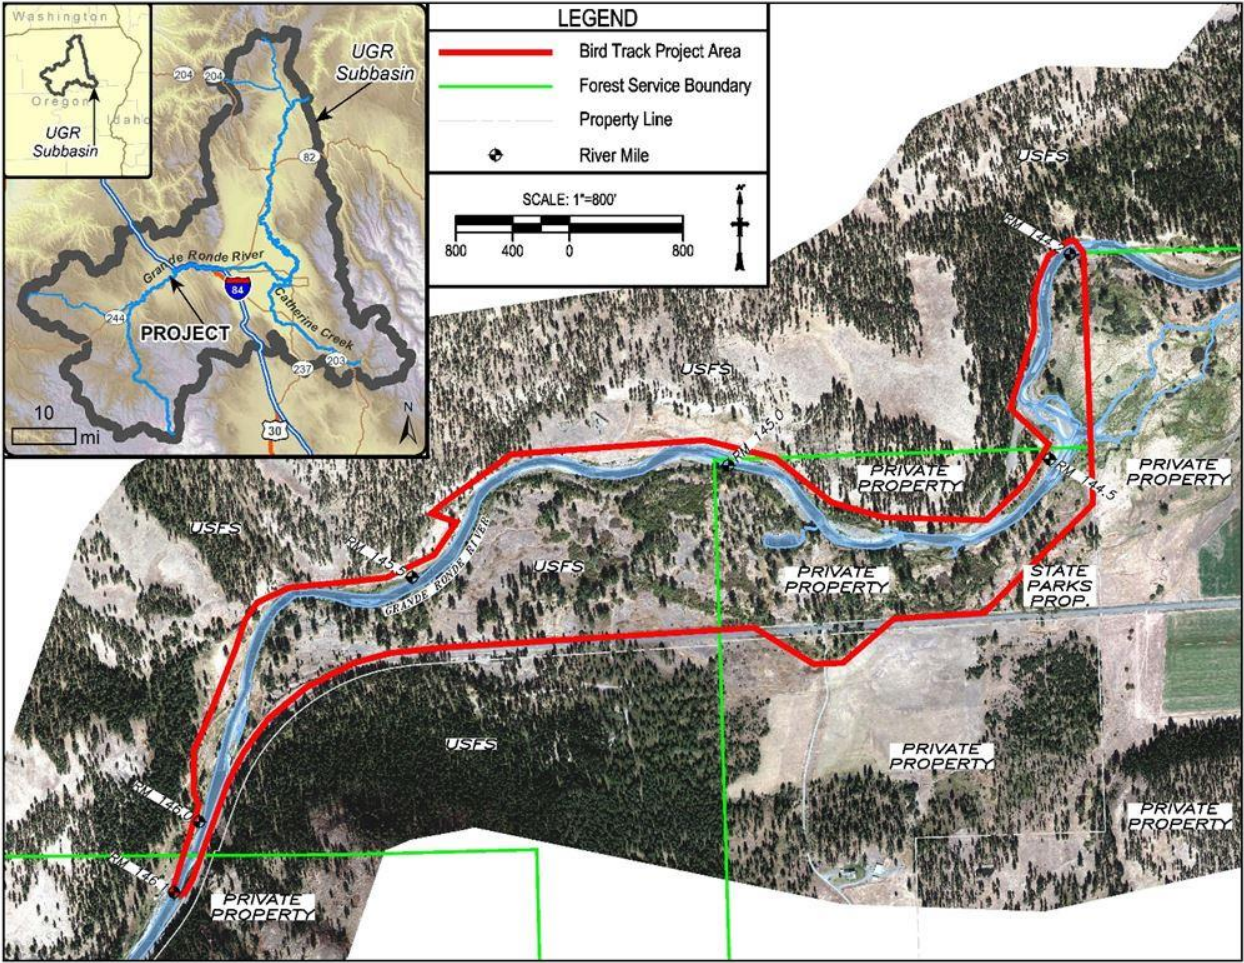 Washington
Oregon
Idaho
UGR
Subbasin
204
204
UGR
Subbasin
82
Grande Ronde River
84
244
PROJECT
Catherine Creek
203
237
30
10
mi
N
LEGEND
Bird Track Project Area
Forest Service Boundary
Property Line
River Mile
SCALE: 1"=800'
800
400
0
800
USFS
RM 144.2
USFS
RM 145.0
PRIVATE
PROPERTY
RM 144.5
PRIVATE
PROPERTY
USFS
RM 145.5
GRANDE RONDE RIVER
USFS
PRIVATE
PROPERTY
STATE
PARKS
PROP.
USFS
PRIVATE
PROPERTY
RM 146.0
PRIVATE
PROPERTY
RM 146.1
PRIVATE
PROPERTY